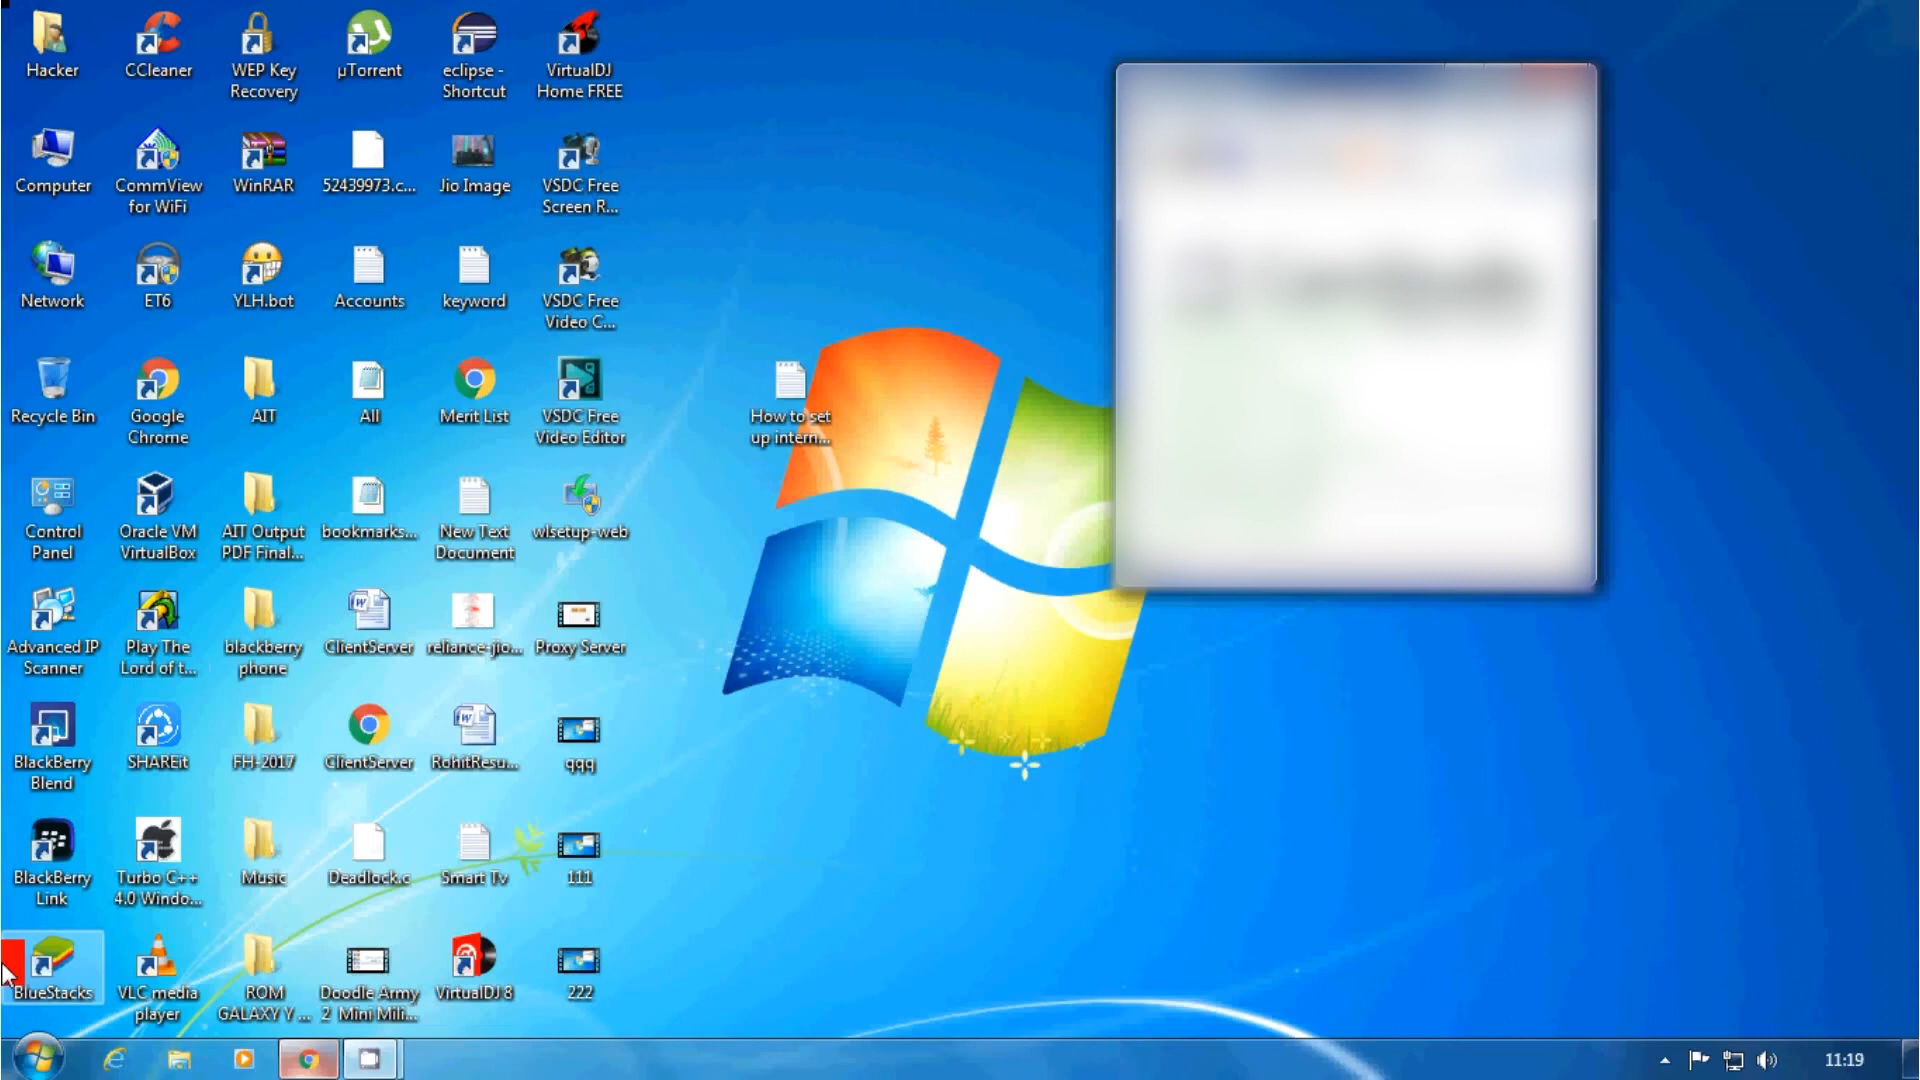 Hacker
CCleaner
WEP Key
Recovery
µTorrent
eclipse -
Shortcut
VirtualDJ
Home FREE
Computer
CommView
for WiFi
WinRAR
52439973.c...
Jio Image
VSDC Free
Screen R...
Network
ET6
YLH.bot
Accounts
keyword
VSDC Free
Video C...
Recycle Bin
Google
Chrome
AIT
All
Merit List
VSDC Free
Video Editor
How to set
up intern...
Control
Panel
Oracle VM
VirtualBox
AIT Output
PDF Final...
bookmarks...
New Text
Document
wlsetup-web
Advanced IP
Scanner
Play The
Lord of t...
blackberry
phone
ClientServer
reliance-jio...
Proxy Server
BlackBerry
Blend
SHAREit
FH-2017
ClientServer
RohitResu...
qqq
BlackBerry
Link
Turbo C++
4.0 Windo...
Music
Deadlock.c
Smart Tv
111
BlueStacks
VLC media
player
ROM
GALAXY Y ...
Doodle Army
2 Mini Mili...
VirtualDJ 8
222
11:19